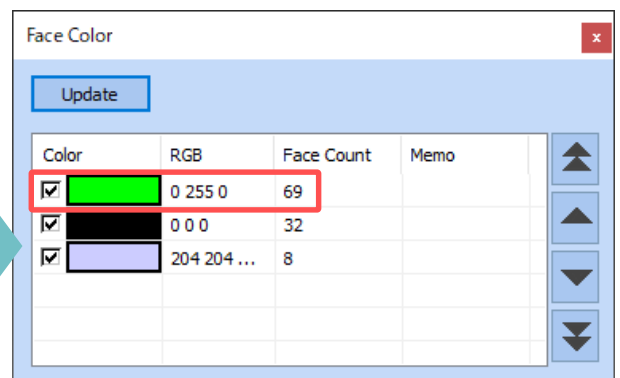 Face Color
x
Update
Color RGB Face Count Memo
0 255 0 69
0 0 0 32
204 204 ... 8